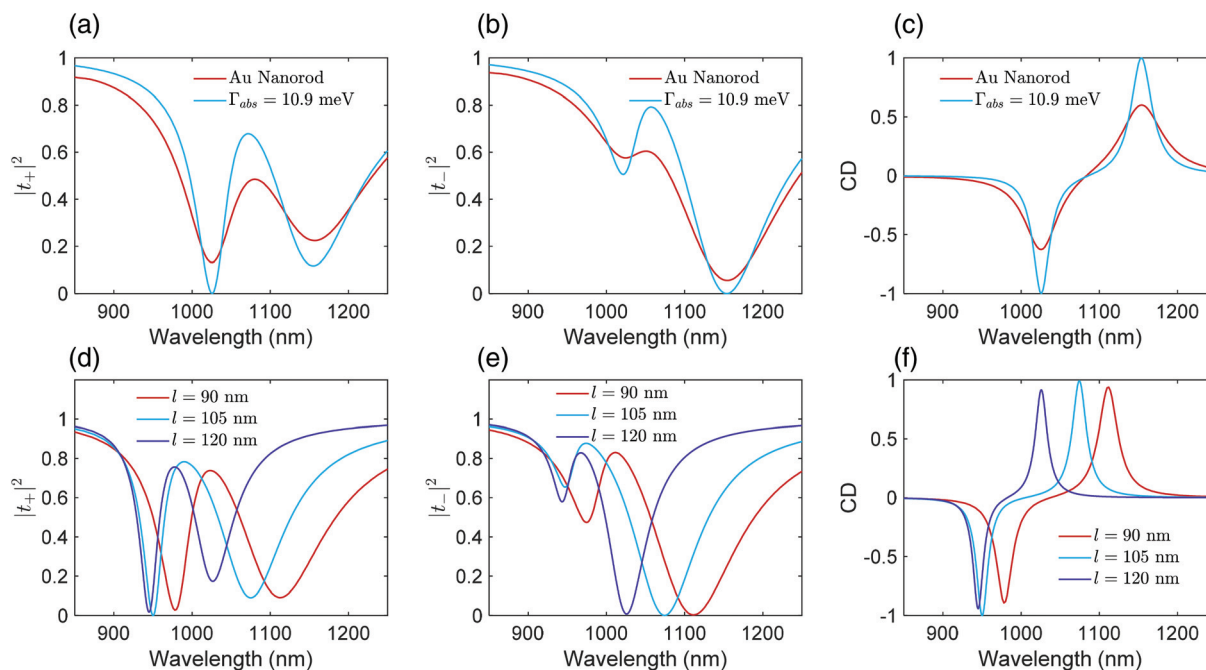 (a)
1
0.8
0.6
0.4
0.2
0
|t₊|²
Au Nanorod
Γ_abs = 10.9 meV
900 1000 1100 1200
Wavelength (nm)
(b)
1
0.8
0.6
0.4
0.2
0
|t₋|²
Au Nanorod
Γ_abs = 10.9 meV
900 1000 1100 1200
Wavelength (nm)
(c)
1
0.5
0
-0.5
-1
CD
Au Nanorod
Γ_abs = 10.9 meV
900 1000 1100 1200
Wavelength (nm)
(d)
1
0.8
0.6
0.4
0.2
0
|t₊|²
l = 90 nm
l = 105 nm
l = 120 nm
900 1000 1100 1200
Wavelength (nm)
(e)
1
0.8
0.6
0.4
0.2
0
|t₋|²
l = 90 nm
l = 105 nm
l = 120 nm
900 1000 1100 1200
Wavelength (nm)
(f)
1
0.5
0
-0.5
-1
CD
l = 90 nm
l = 105 nm
l = 120 nm
900 1000 1100 1200
Wavelength (nm)